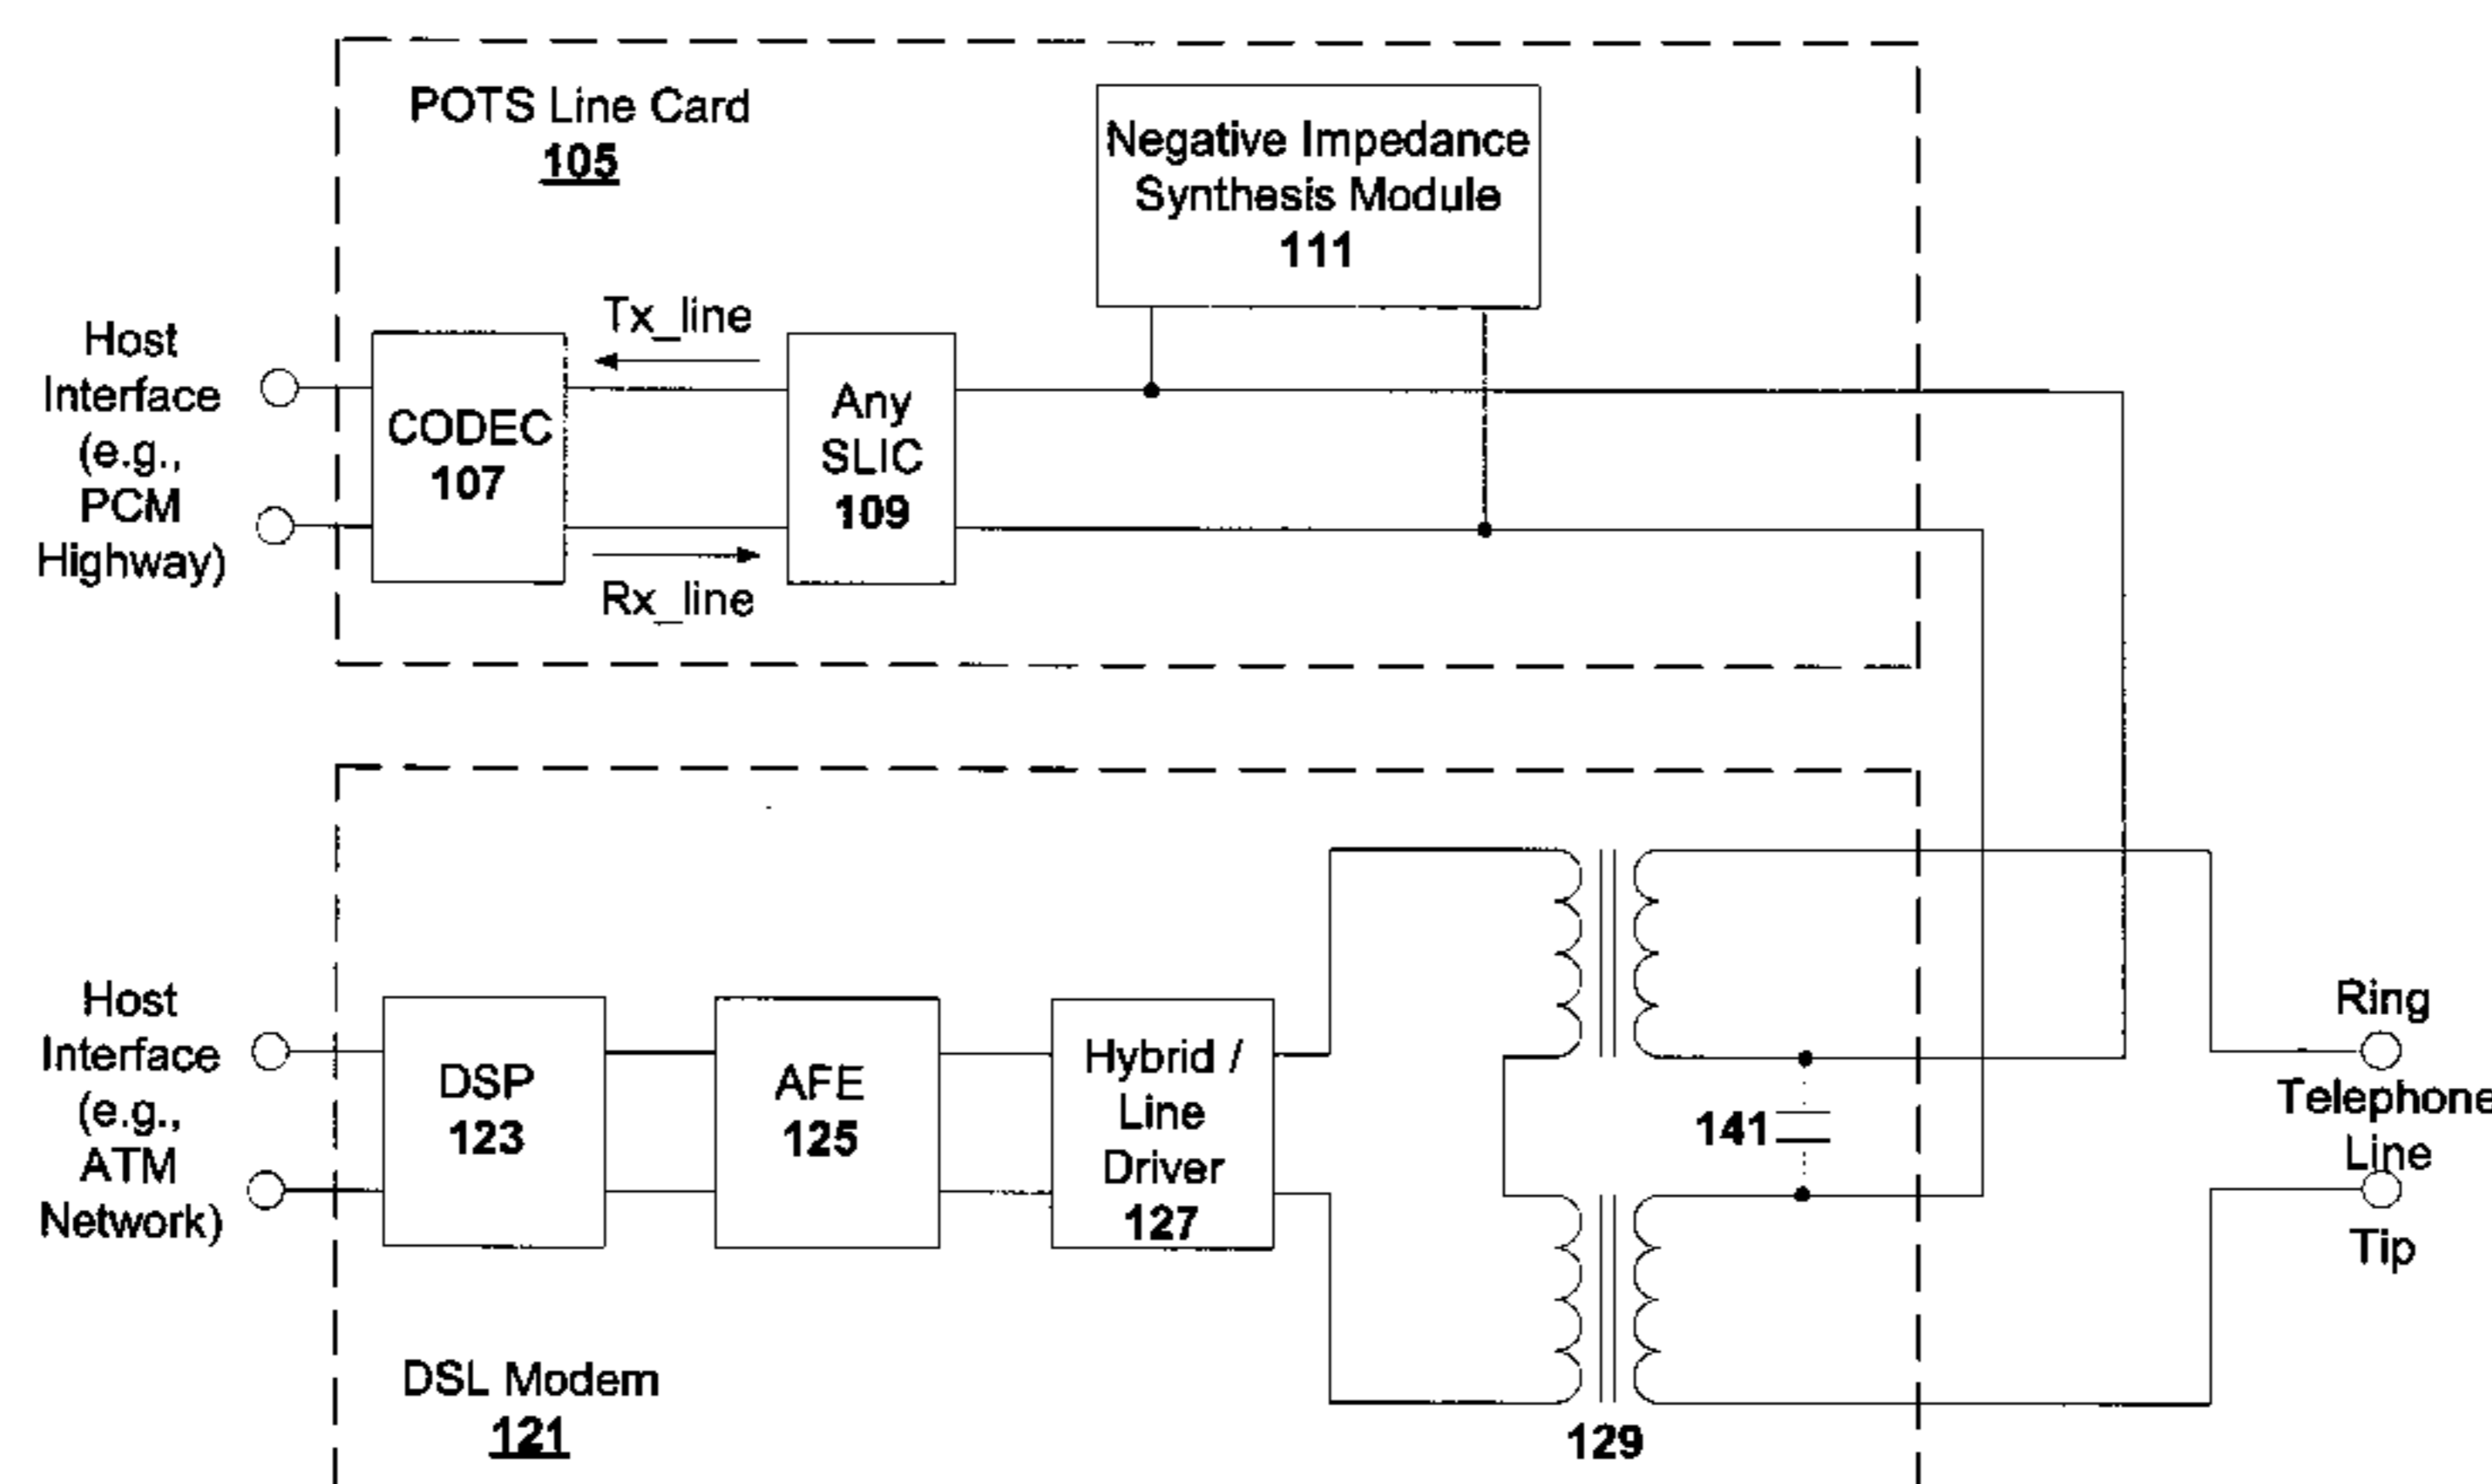 POTS Line Card
105
Negative Impedance
Synthesis Module
111
Host
Interface
(e.g.,
PCM
Highway)
CODEC
107
Tx_line
Rx_line
Any
SLIC
109
Host
Interface
(e.g.,
ATM
Network)
DSP
123
AFE
125
Hybrid /
Line
Driver
127
141
129
Ring
Telephone
Line
Tip
DSL Modem
121